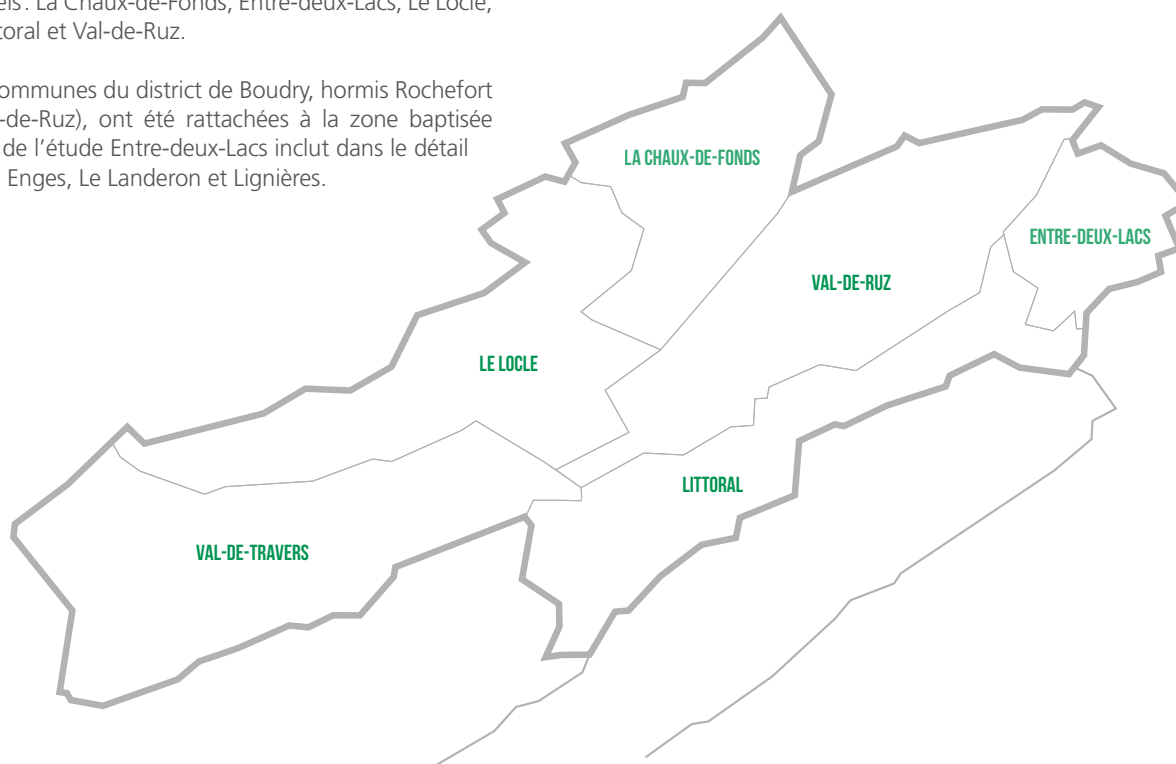 La Chaux-de-Fonds, Entre-deux-Lacs, Le Locle,
et Val-de-Ruz.
communes du district de Boudry, hormis Rochefort
-de-Ruz), ont été rattachées à la zone baptisée
de l’étude Entre-deux-Lacs inclut dans le détail
Enges, Le Landeron et Lignières.
LA CHAUX-DE-FONDS
ENTRE-DEUX-LACS
VAL-DE-RUZ
LE LOCLE
LITTORAL
VAL-DE-TRAVERS